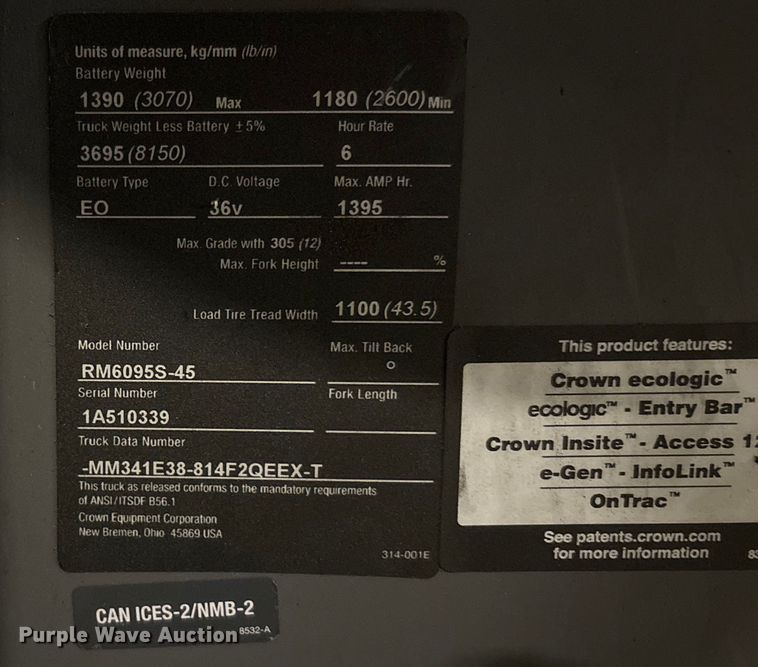 Units of measure, kg/mm (lb/in)
Battery Weight
1390 (3070) Max 1180 (2600) Min
Truck Weight Less Battery ±5% Hour Rate
3695 (8150) 6
Battery Type D.C. Voltage Max. AMP Hr.
EO 36v 1395
Max. Grade with 305 (12)
Max. Fork Height ---- %
Load Tire Tread Width 1100 (43.5)
Model Number Max. Tilt Back
RM6095S-45 °
Serial Number Fork Length
1A510339
Truck Data Number
-MM341E38-814F2QEEX-T
This truck as released conforms to the mandatory requirements
of ANSI/ITSDF B56.1
Crown Equipment Corporation
New Bremen, Ohio 45869 USA
314-001E
This product features:
Crown ecologic™
ecologic™ - Entry Bar™
Crown Insite™ - Access 1
e-Gen™ - InfoLink™
OnTrac™
See patents.crown.com
for more information
CAN ICES-2/NMB-2
8532-A
Purple Wave Auction